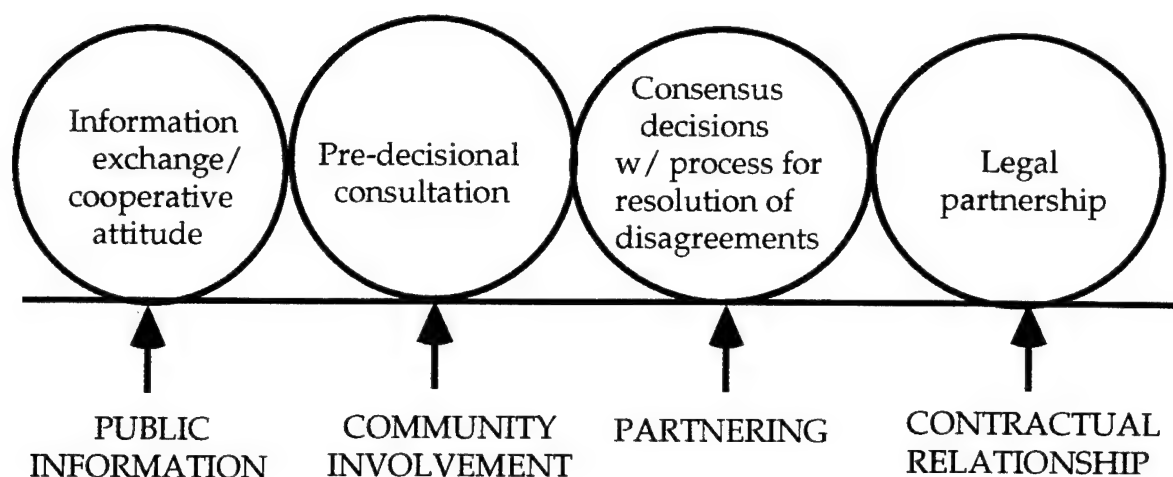 Information
exchange/
cooperative
attitude
Pre-decisional
consultation
Consensus
decisions
w/ process for
resolution of
disagreements
Legal
partnership
PUBLIC
INFORMATION
COMMUNITY
INVOLVEMENT
PARTNERING
CONTRACTUAL
RELATIONSHIP